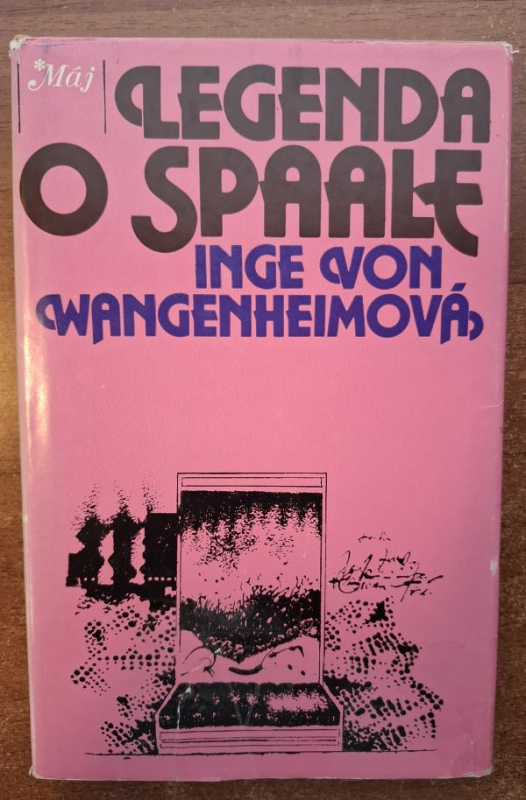 *Máj
LEGENDA
O SPAALE
INGE VON
WANGENHEIMOVÁ